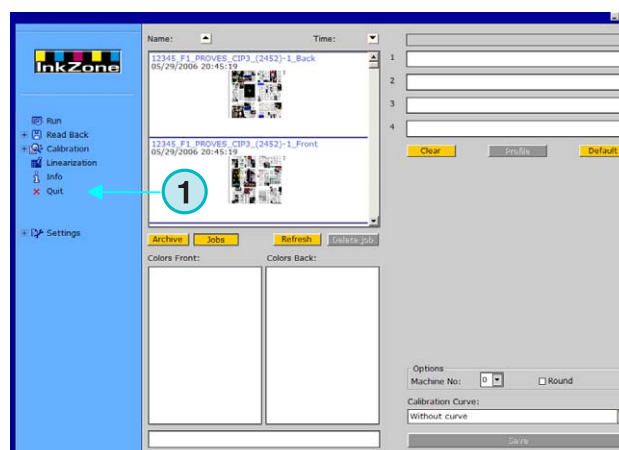 InkZone
Run
Read Back
Calibration
Linearization
Info
Quit
Settings
1
Name:
Time:
12345_F1_PROVES_CIP3_(2452)-1_Back
05/29/2006 20:45:19
12345_F1_PROVES_CIP3_(2452)-1_Front
05/29/2006 20:45:19
Archive
Jobs
Refresh
Delete job
Colors Front:
Colors Back:
1
2
3
4
Clear
Profile
Default
Options
Machine No:
0
Round
Calibration Curve:
Without curve
Save